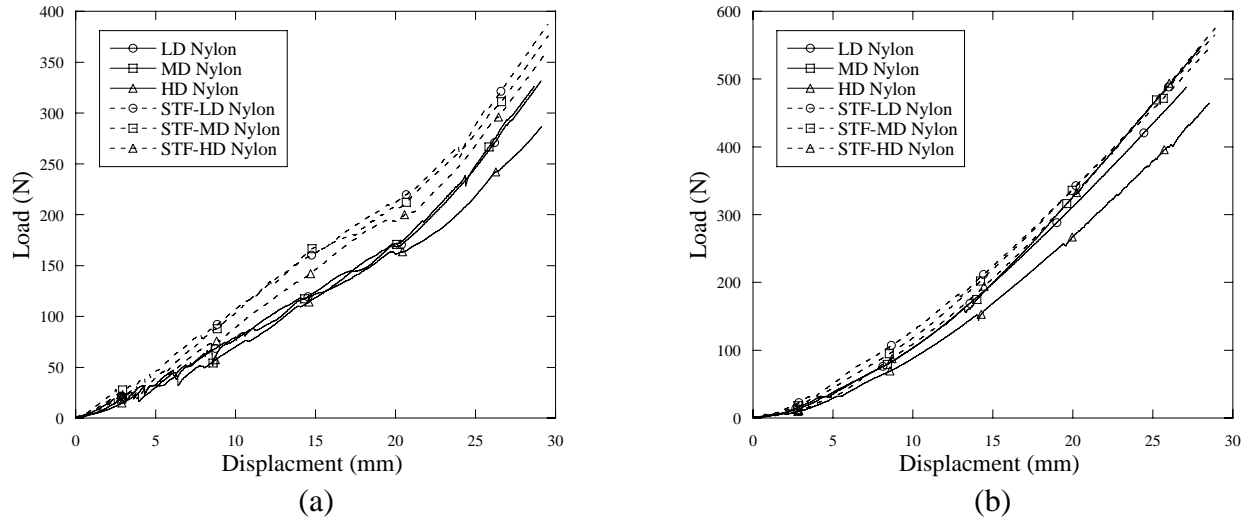 400
350
300
250
200
150
100
50
0
Load (N)
LD Nylon
MD Nylon
HD Nylon
STF-LD Nylon
STF-MD Nylon
STF-HD Nylon
0 5 10 15 20 25 30
Displacment (mm)
(a)
600
500
400
300
200
100
0
Load (N)
LD Nylon
MD Nylon
HD Nylon
STF-LD Nylon
STF-MD Nylon
STF-HD Nylon
0 5 10 15 20 25 30
Displacment (mm)
(b)